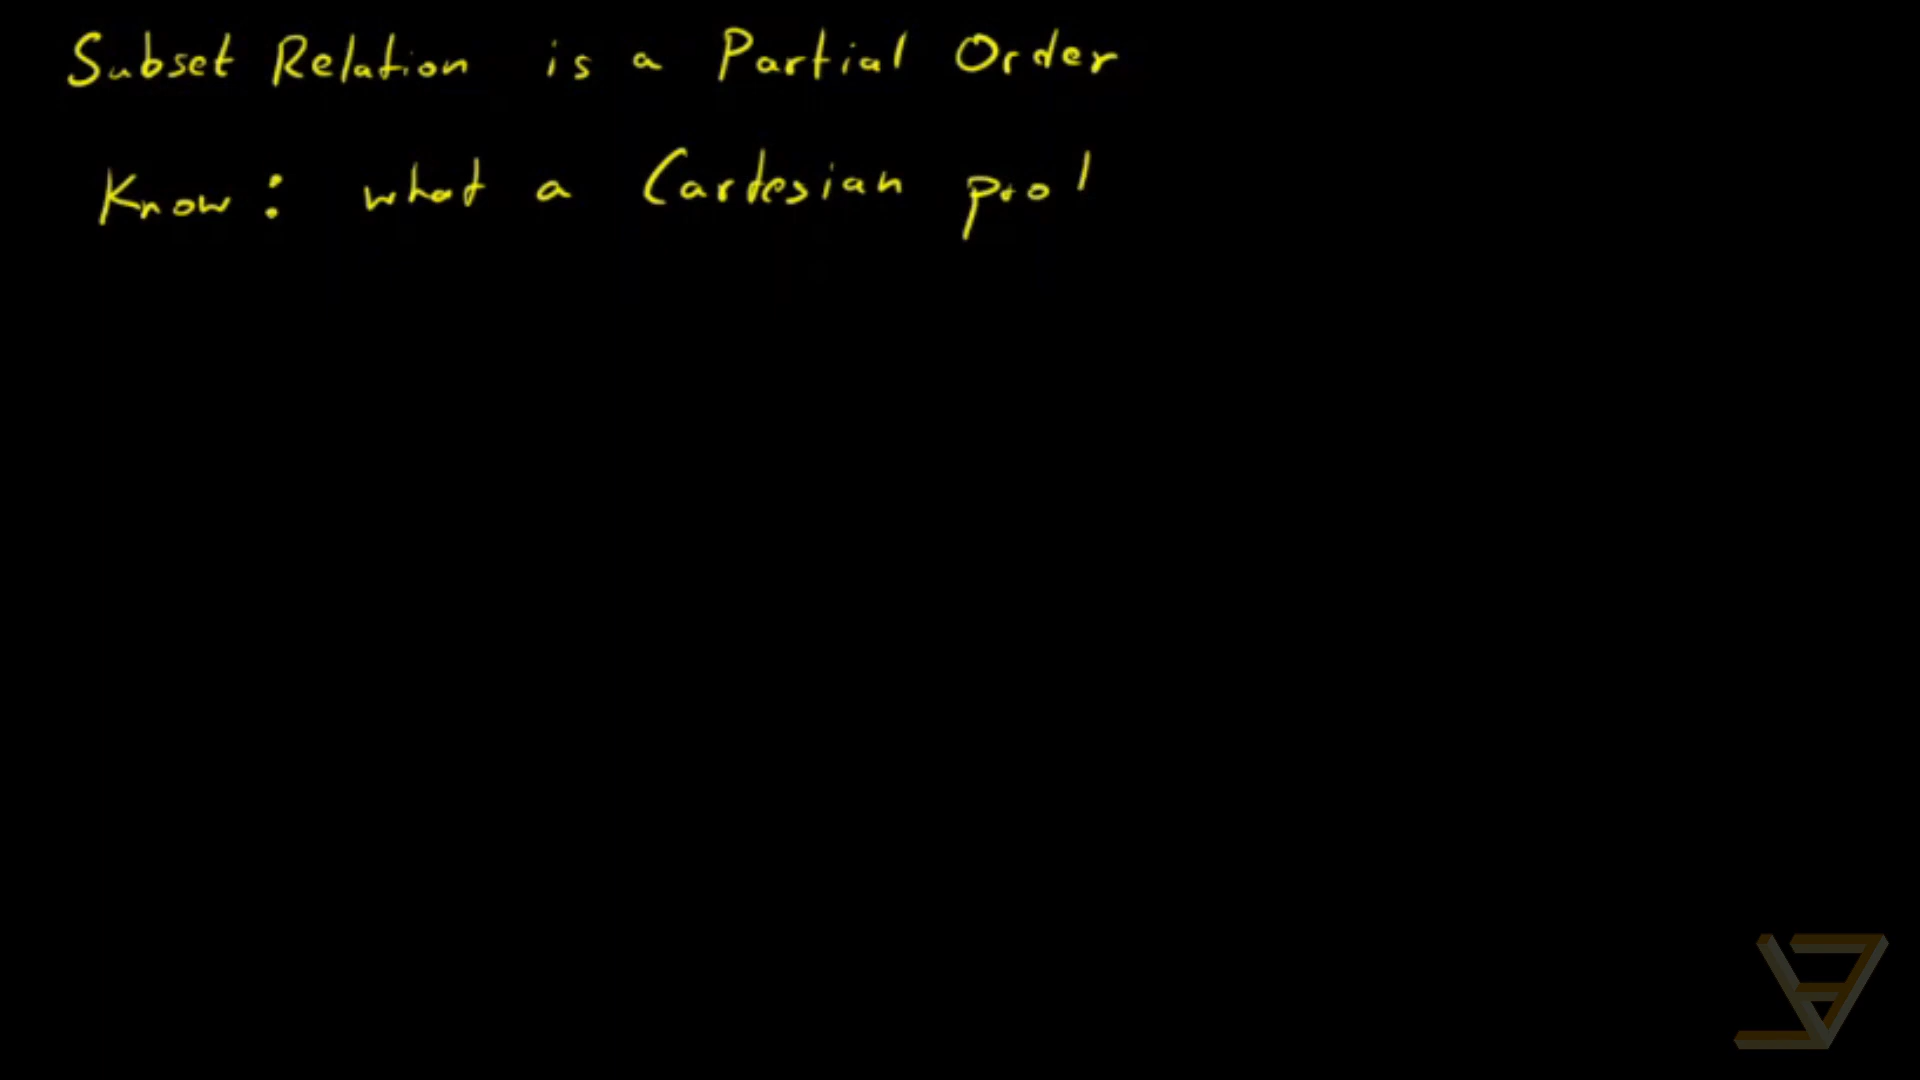 Subset Relation is a Partial Order
Know: what a Cartesian pro